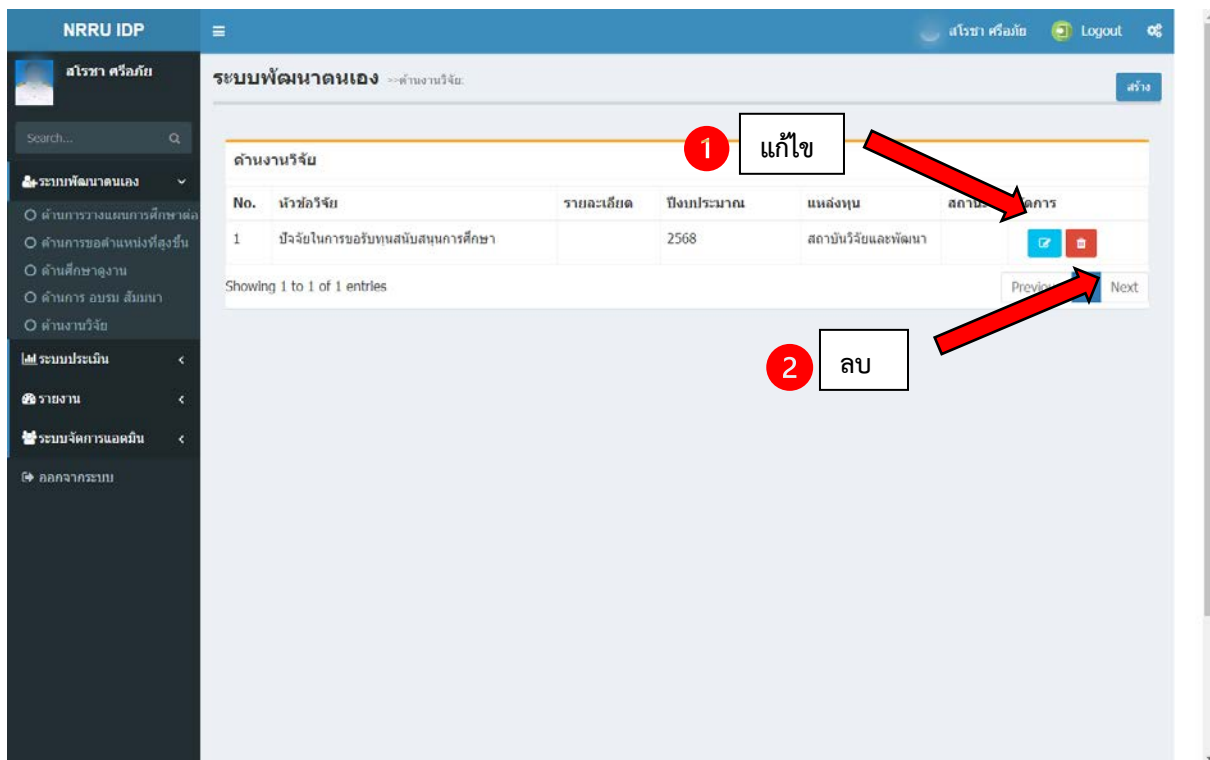 NRRU IDP
สโรชา ศรีอภัย
Logout
สโรชา ศรีอภัย
ระบบพัฒนาตนเอง >>ด้านงานวิจัย:
สร้าง
Search...
1 แก้ไข
ด้านงานวิจัย
ระบบพัฒนาตนเอง
No. หัวข้อวิจัย รายละเอียด ปีงบประมาณ แหล่งทุน
1 ปัจจัยในการขอรับทุนสนับสนุนการศึกษา 2568 สถาบันวิจัยและพัฒนา
Showing 1 to 1 of 1 entries
Next
ด้านการวางแผนการศึกษาต่อ
ด้านการขอตำแหน่งที่สูงขึ้น
ด้านศึกษาดูงาน
ด้านการ อบรม สัมมนา
ด้านงานวิจัย
2 ลบ
ระบบประเมิน
รายงาน
ระบบจัดการแอดมิน
ออกจากระบบ